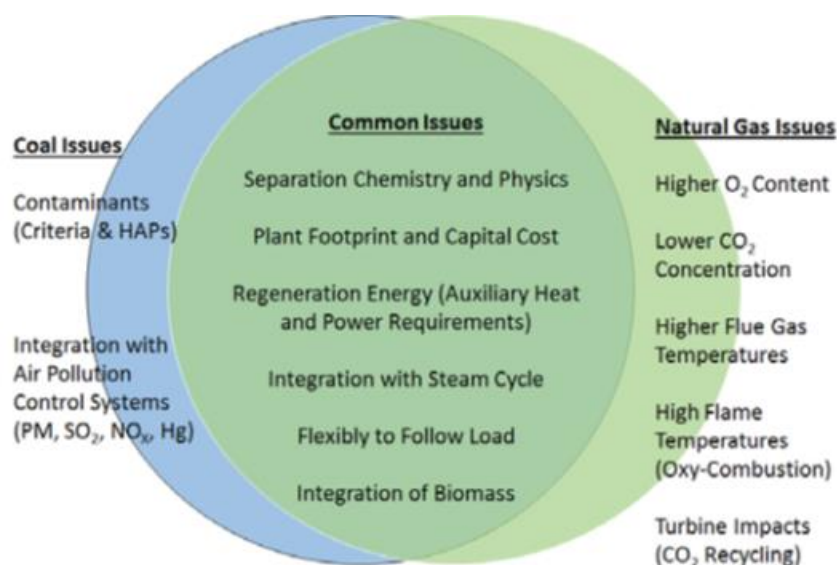 Coal Issues
Contaminants
(Criteria & HAPs)
Integration with
Air Pollution
Control Systems
(PM, SO₂, NOₓ, Hg)
Common Issues
Separation Chemistry and Physics
Plant Footprint and Capital Cost
Regeneration Energy (Auxiliary Heat
and Power Requirements)
Integration with Steam Cycle
Flexibly to Follow Load
Integration of Biomass
Natural Gas Issues
Higher O₂ Content
Lower CO₂
Concentration
Higher Flue Gas
Temperatures
High Flame
Temperatures
(Oxy-Combustion)
Turbine Impacts
(CO₂ Recycling)